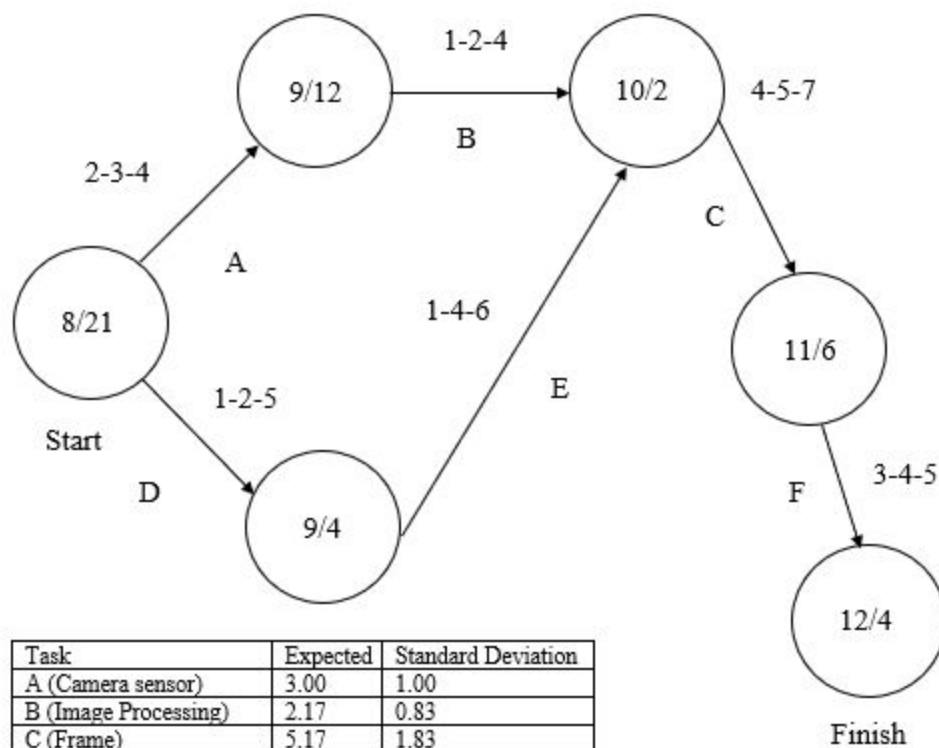 1-2-4
9/12
10/2
4-5-7
B
2-3-4
C
A
8/21
1-4-6
11/6
1-2-5
E
Start
D
F
3-4-5
9/4
12/4
Finish
Task Expected Standard Deviation
A (Camera sensor) 3.00 1.00
B (Image Processing) 2.17 0.83
C (Frame) 5.17 1.83